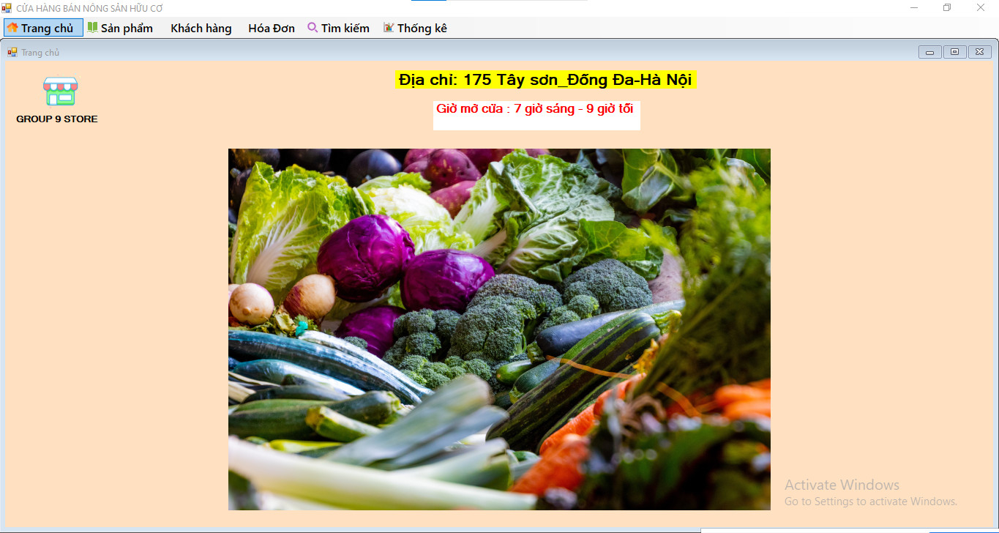 CỬA HÀNG BÁN NÔNG SẢN HỮU CƠ
Trang chủ Sản phẩm Khách hàng Hóa Đơn Tìm kiếm Thống kê
Trang chủ
Địa chỉ: 175 Tây sơn_Đống Đa-Hà Nội
Giờ mở cửa : 7 giờ sáng - 9 giờ tối
GROUP 9 STORE
Activate Windows
Go to Settings to activate Windows.